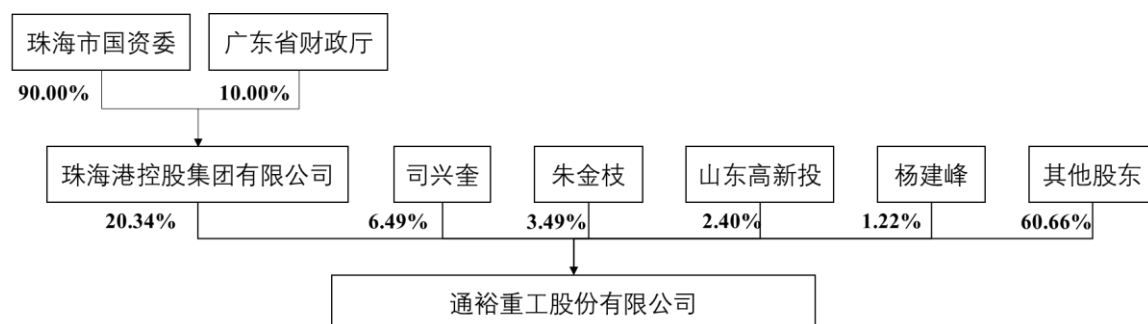 珠海市国资委
广东省财政厅
90.00%
10.00%
珠海港控股集团有限公司
司兴奎
朱金枝
山东高新投
杨建峰
其他股东
20.34%
6.49%
3.49%
2.40%
1.22%
60.66%
通裕重工股份有限公司